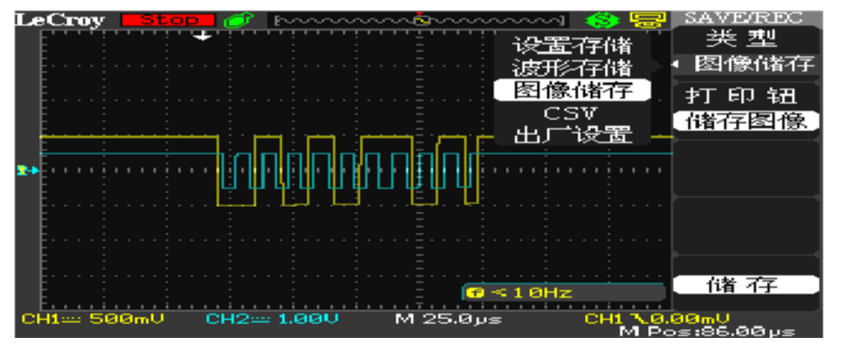 LeCroy Stop SAVE/REC
类型
图像储存
设置存储
波形存储
图像储存
CSV
出厂设置
打印钮
储存图像
储存
f < 10Hz
CH1 500mV CH2 1.00V M 25.0μs CH1 0.00mV
M Pos:86.00μs